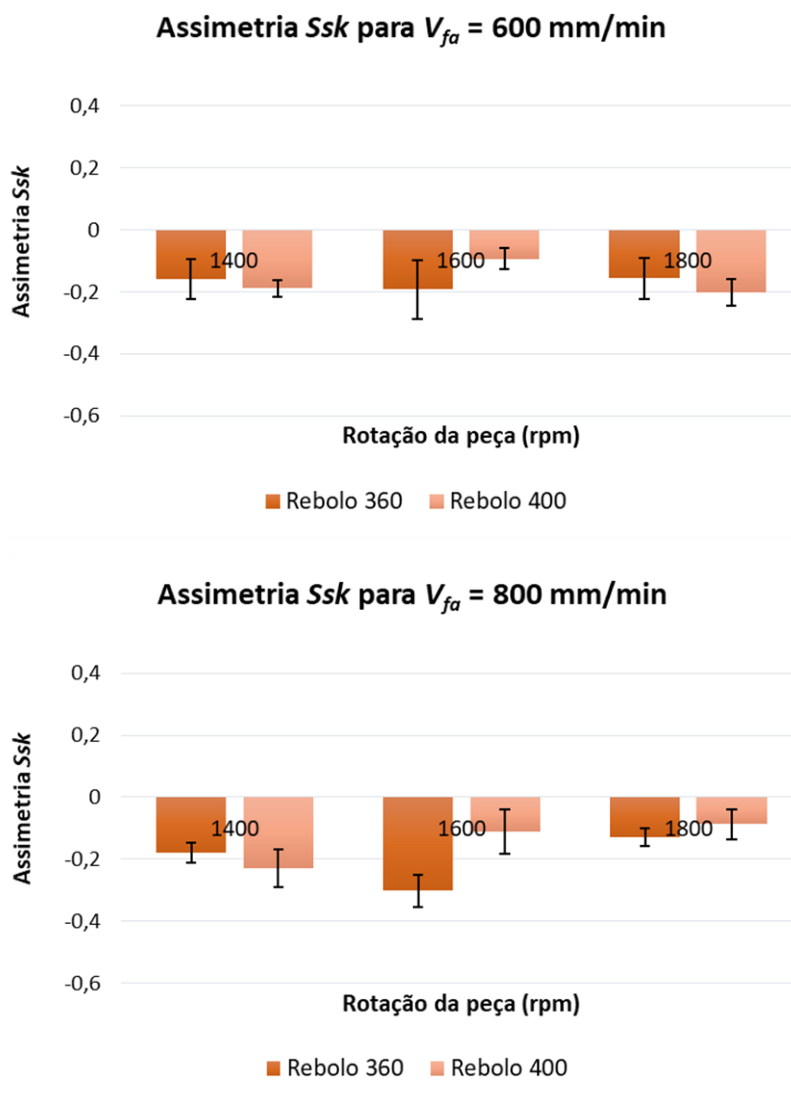 Assimetria Ssk para Vfa = 600 mm/min
0,4
0,2
0
-0,2
-0,4
-0,6
Assimetria Ssk
1400
1600
1800
Rotação da peça (rpm)
Rebolo 360
Rebolo 400
Assimetria Ssk para Vfa = 800 mm/min
0,4
0,2
0
-0,2
-0,4
-0,6
Assimetria Ssk
1400
1600
1800
Rotação da peça (rpm)
Rebolo 360
Rebolo 400